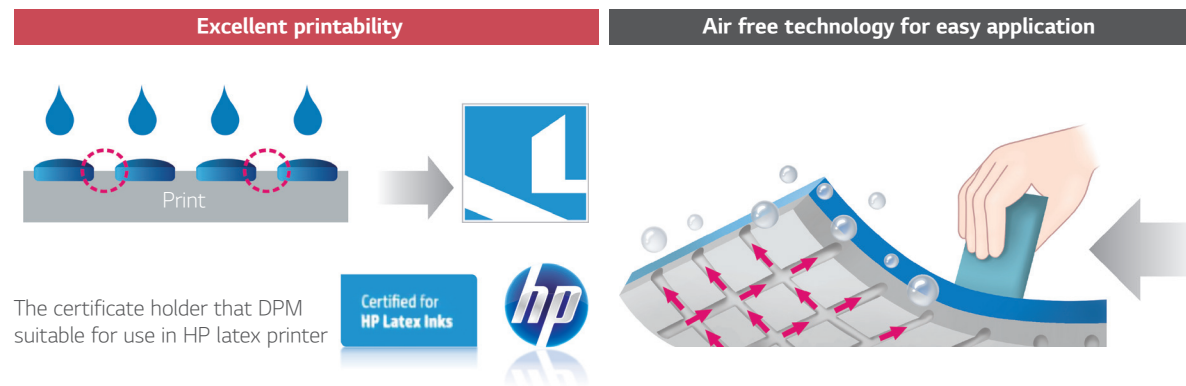 Excellent printability
Air free technology for easy application
Print
The certificate holder that DPM
suitable for use in HP latex printer
Certified for
HP Latex Inks
hp